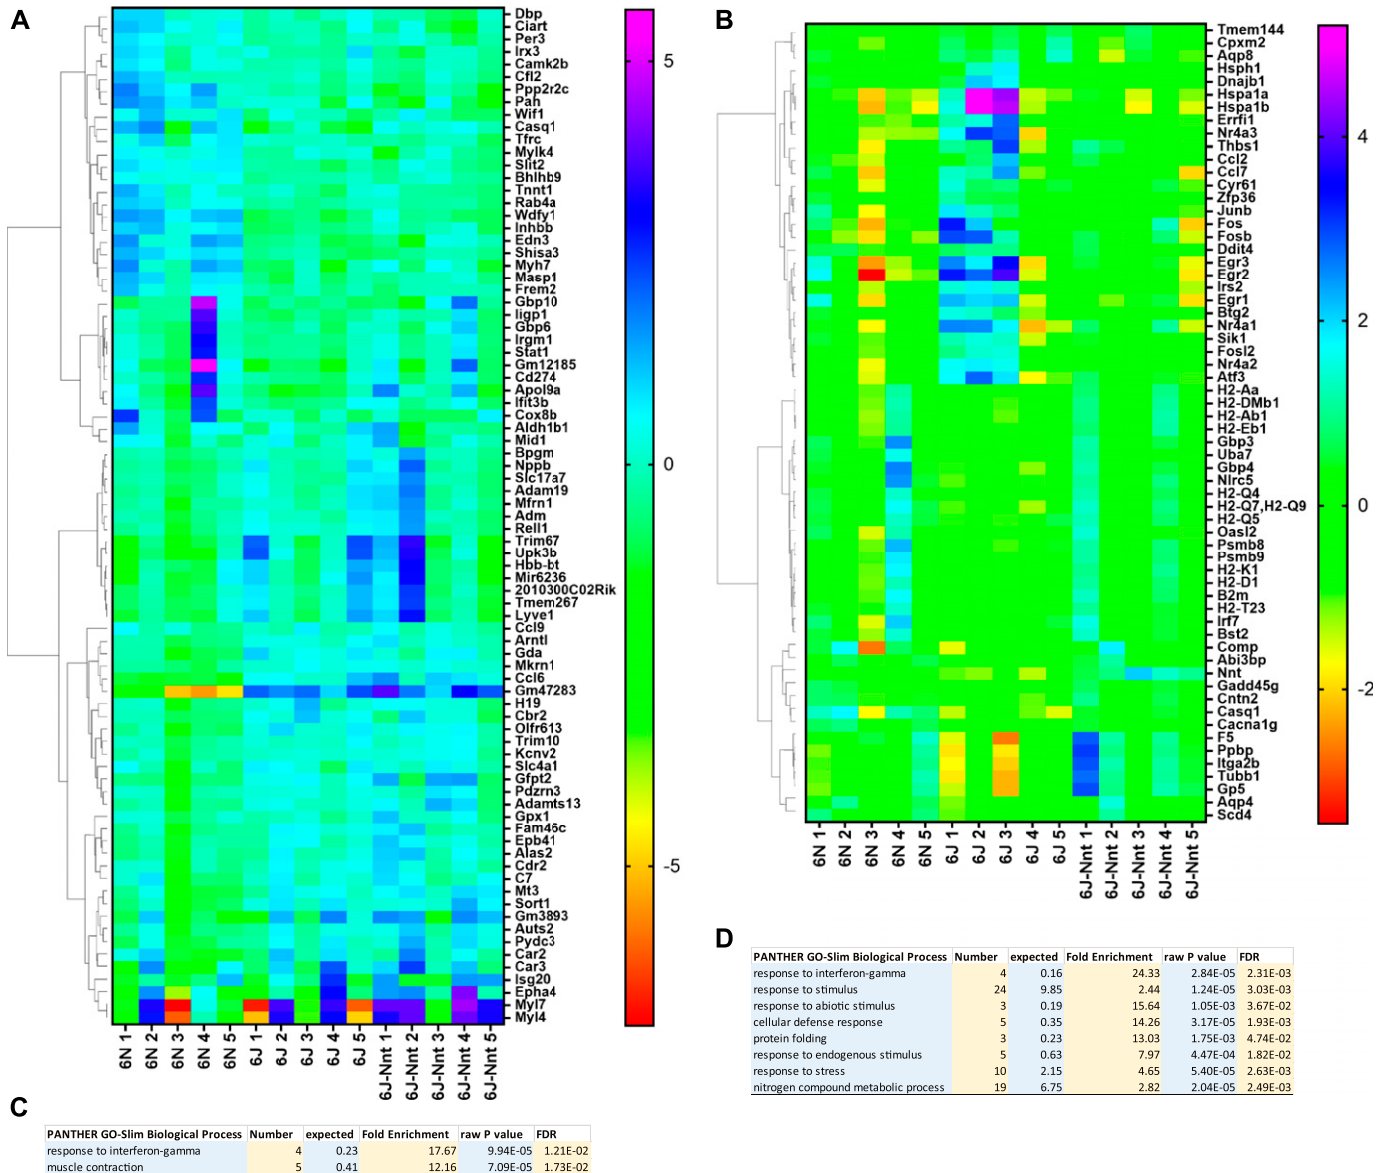 A
Dbp
Ciart
Per3
Irx3
Camk2b
Cfl2
Ppp2r2c
Pah
Wif1
Casq1
Tfrc
Mylk4
Slit2
Bhlhb9
Tnnt1
Rab4a
Wdfy1
Inhbb
Edn3
Shisa3
Myh7
Masp1
Frem2
Gbp10
Iigp1
Gbp6
Irgm1
Stat1
Gm12185
Cd274
Apol9a
Ifit3b
Cox8b
Aldh1b1
Mid1
Bpgm
Nppb
Slc17a7
Adam19
Mfrn1
Adm
Rell1
Trim67
Upk3b
Hbb-bt
Mir6236
2010300C02Rik
Tmem267
Lyve1
Ccl9
Arntl
Gda
Mkrn1
Ccl6
Gm47283
H19
Cbr2
Olfr613
Trim10
Kcnv2
Slc4a1
Gfpt2
Pdzrn3
Adamts13
Gpx1
Fam46c
Epb41
Alas2
Cdr2
C7
Mt3
Sort1
Gm3893
Auts2
Pydc3
Car2
Car3
Isg20
Epha4
Myl7
Myl4
6N 1
6N 2
6N 3
6N 4
6N 5
6J 1
6J 2
6J 3
6J 4
6J 5
6J-Nnt 1
6J-Nnt 2
6J-Nnt 3
6J-Nnt 4
6J-Nnt 5
5
0
-5
B
Tmem144
Cpxm2
Aqp8
Hsph1
Dnajb1
Hspa1a
Hspa1b
Errfi1
Nr4a3
Thbs1
Ccl2
Ccl7
Cyr61
Zfp36
Junb
Fos
Fosb
Ddit4
Egr3
Egr2
Irs2
Egr1
Btg2
Nr4a1
Sik1
Fosl2
Nr4a2
Atf3
H2-Aa
H2-DMb1
H2-Ab1
H2-Eb1
Gbp3
Uba7
Gbp4
Nlrc5
H2-Q4
H2-Q7,H2-Q9
H2-Q5
Oasl2
Psmb8
Psmb9
H2-K1
H2-D1
B2m
H2-T23
Irf7
Bst2
Comp
Abi3bp
Nnt
Gadd45g
Cntn2
Casq1
Cacna1g
F5
Ppbp
Itga2b
Tubb1
Gp5
Aqp4
Scd4
6N 1
6N 2
6N 3
6N 4
6N 5
6J 1
6J 2
6J 3
6J 4
6J 5
6J-Nnt 1
6J-Nnt 2
6J-Nnt 3
6J-Nnt 4
6J-Nnt 5
4
2
0
-2
C
PANTHER GO-Slim Biological Process Number expected Fold Enrichment raw P value FDR
response to interferon-gamma 4 0.23 17.67 9.94E-05 1.21E-02
muscle contraction 5 0.41 12.16 7.09E-05 1.73E-02
D
PANTHER GO-Slim Biological Process Number expected Fold Enrichment raw P value FDR
response to interferon-gamma 4 0.16 24.33 2.84E-05 2.31E-03
response to stimulus 24 9.85 2.44 1.24E-05 3.03E-03
response to abiotic stimulus 3 0.19 15.64 1.05E-03 3.67E-02
cellular defense response 5 0.35 14.26 3.17E-05 1.93E-03
protein folding 3 0.23 13.03 1.75E-03 4.74E-02
response to endogenous stimulus 5 0.63 7.97 4.47E-04 1.82E-02
response to stress 10 2.15 4.65 5.40E-05 2.63E-03
nitrogen compound metabolic process 19 6.75 2.82 2.04E-05 2.49E-03